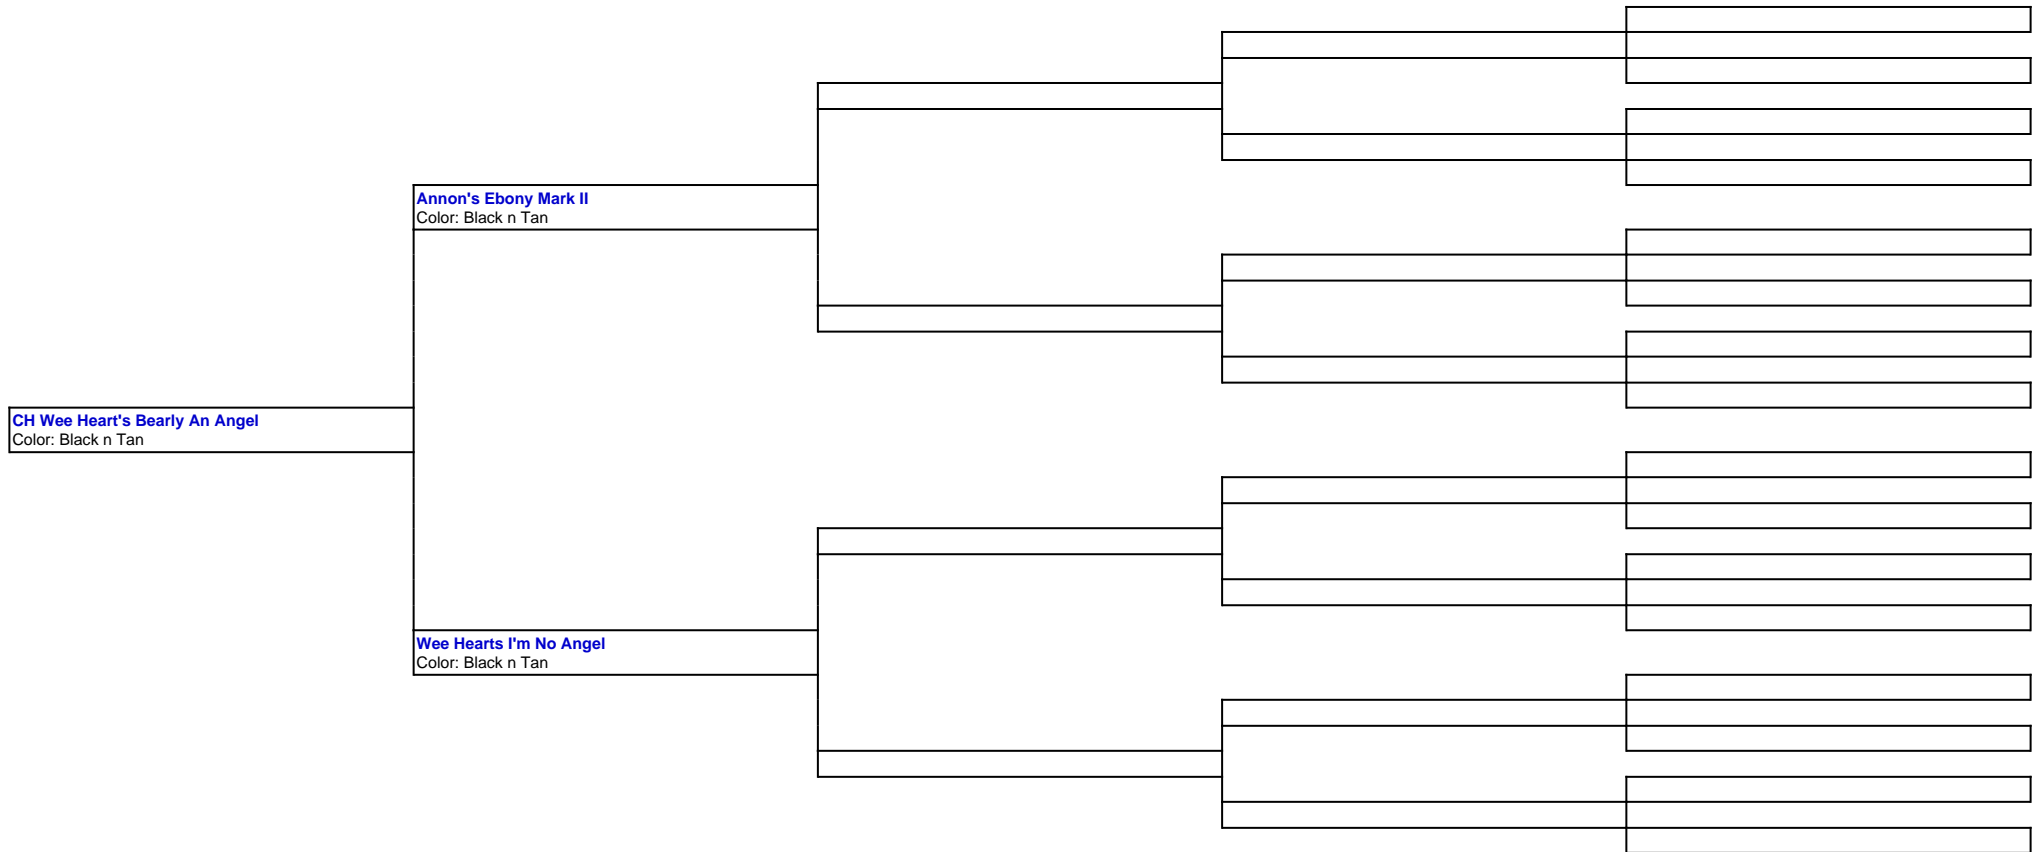 Annon's Ebony Mark II
Color: Black n Tan
CH Wee Heart's Bearly An Angel
Color: Black n Tan
Wee Hearts I'm No Angel
Color: Black n Tan